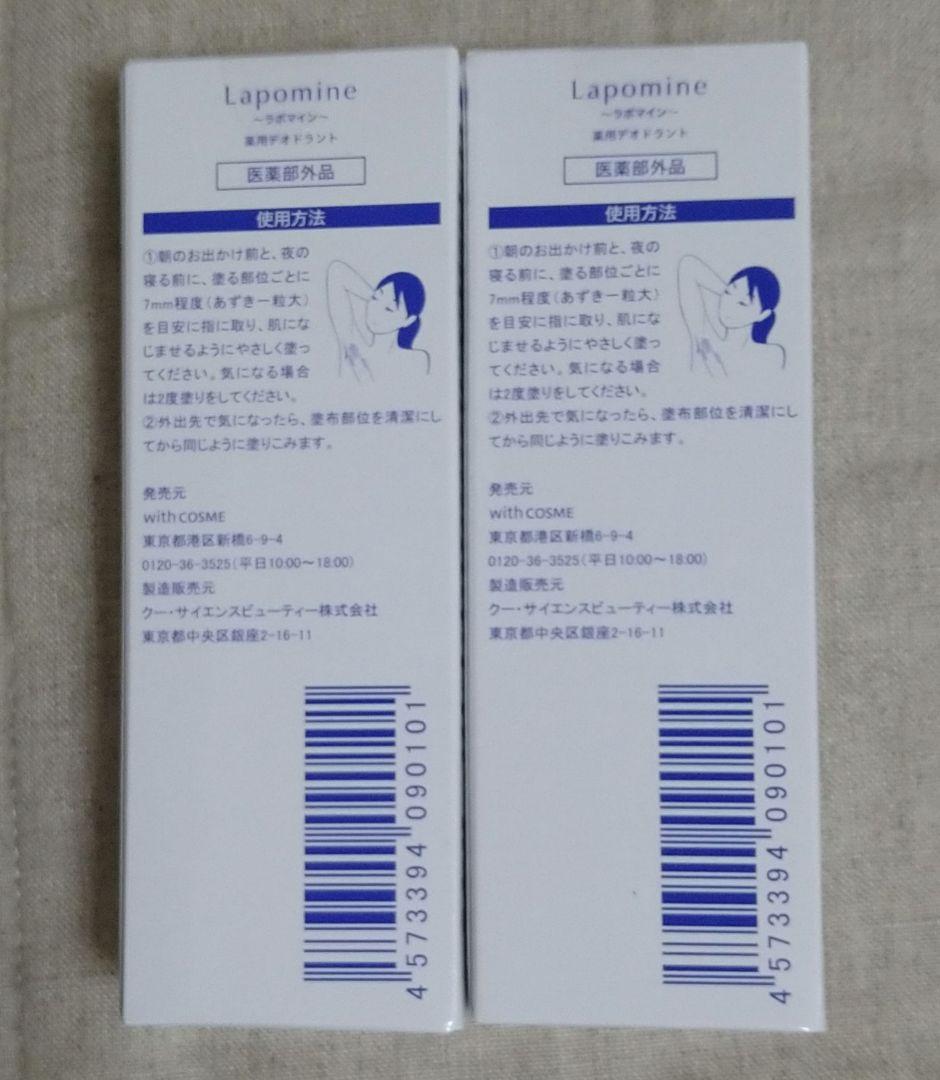 Lapomine
～ラポマイン～
薬用デオドラント
医薬部外品
使用方法
①朝のお出かけ前と、夜の
寝る前に、塗る部位ごとに
7mm程度（あずき一粒大）
を目安に指に取り、肌にな
じませるようにやさしく塗っ
てください。気になる場合
は2度塗りをしてください。
②外出先で気になったら、塗布部位を清潔にし
てから同じように塗りこみます。
発売元
with COSME
東京都港区新橋6-9-4
0120-36-3525（平日10:00～18:00）
製造販売元
クー・サイエンスビューティー株式会社
東京都中央区銀座2-16-11
4573394090101
Lapomine
～ラポマイン～
薬用デオドラント
医薬部外品
使用方法
①朝のお出かけ前と、夜の
寝る前に、塗る部位ごとに
7mm程度（あずき一粒大）
を目安に指に取り、肌にな
じませるようにやさしく塗っ
てください。気になる場合
は2度塗りをしてください。
②外出先で気になったら、塗布部位を清潔にし
てから同じように塗りこみます。
発売元
with COSME
東京都港区新橋6-9-4
0120-36-3525（平日10:00～18:00）
製造販売元
クー・サイエンスビューティー株式会社
東京都中央区銀座2-16-11
4573394090101